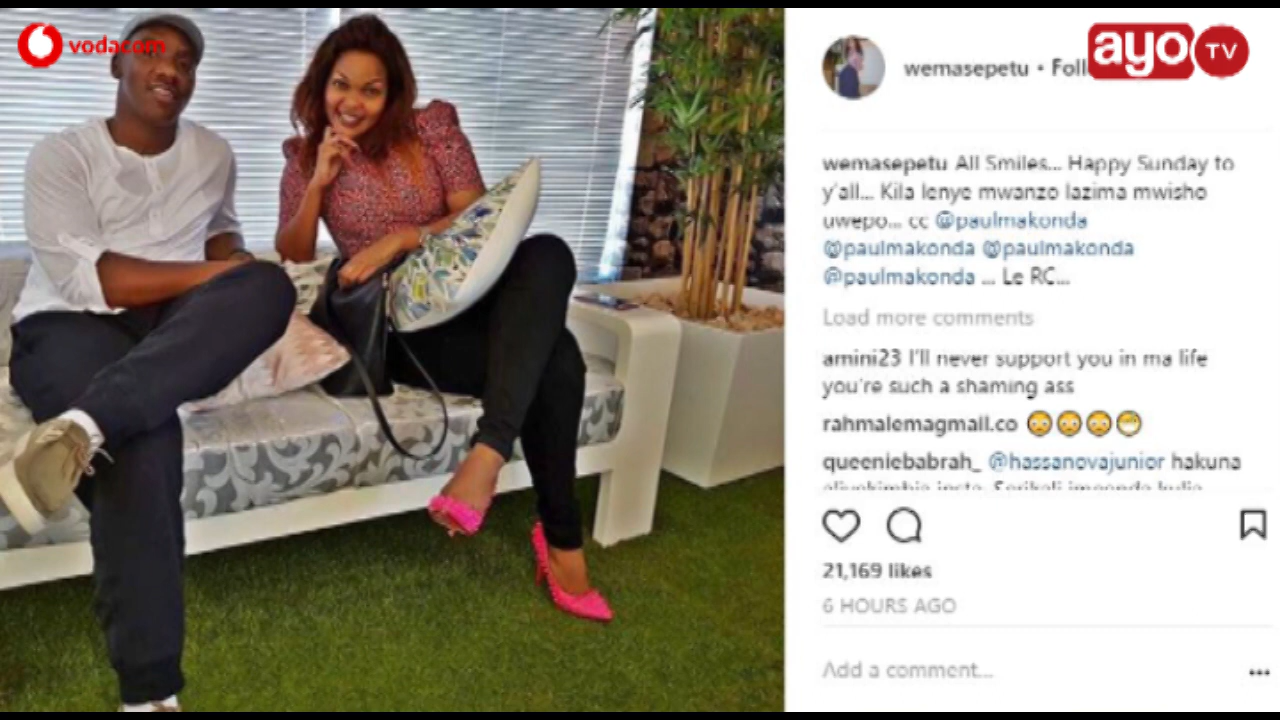 vodacom
ayo TV
wemasepetu • Foll
wemasepetu All Smiles... Happy Sunday to
y'all... Kila lenye mwanzo lazima mwisho
uwepo... cc @paulmakonda
@paulmakonda @paulmakonda
@paulmakonda ... Le RC...
Load more comments
amini23 I'll never support you in ma life
you're such a shaming ass
rahmalemagmail.co 😳😳😳😷
queeniebabrah_ @hassanovajunior hakuna
21,169 likes
6 HOURS AGO
Add a comment...